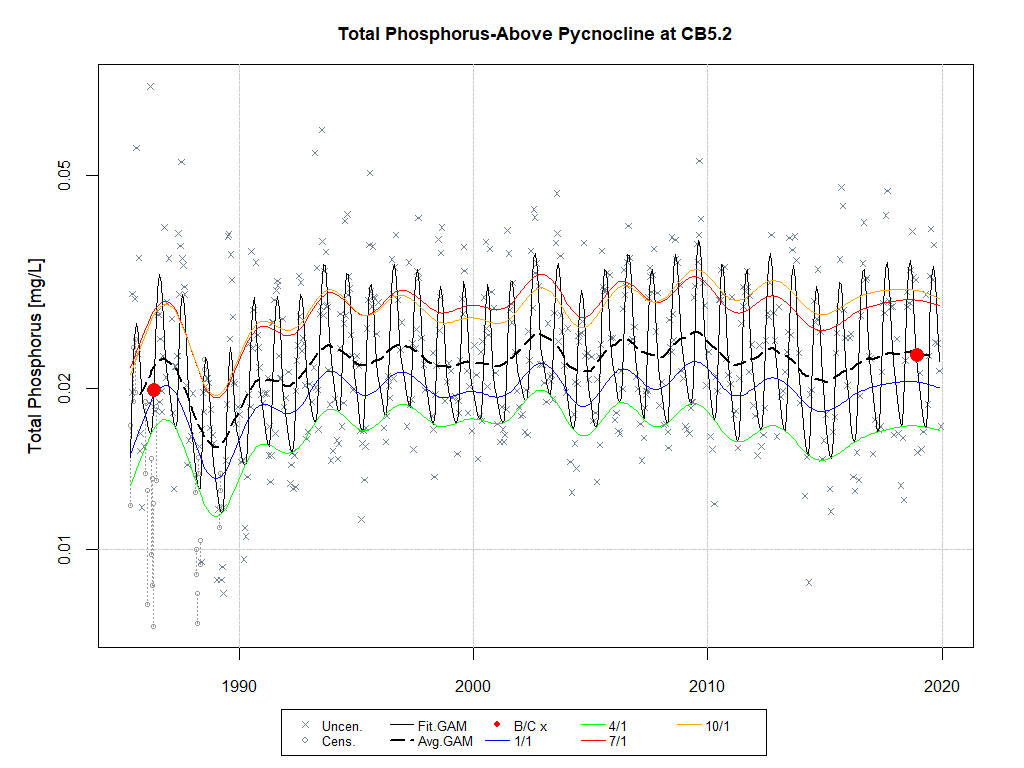 Total Phosphorus-Above Pycnocline at CB5.2
Total Phosphorus [mg/L]
0.05
0.02
0.01
1990 2000 2010 2020
Uncen. Fit.GAM B/C x 4/1 10/1
Cens. Avg.GAM 1/1 7/1